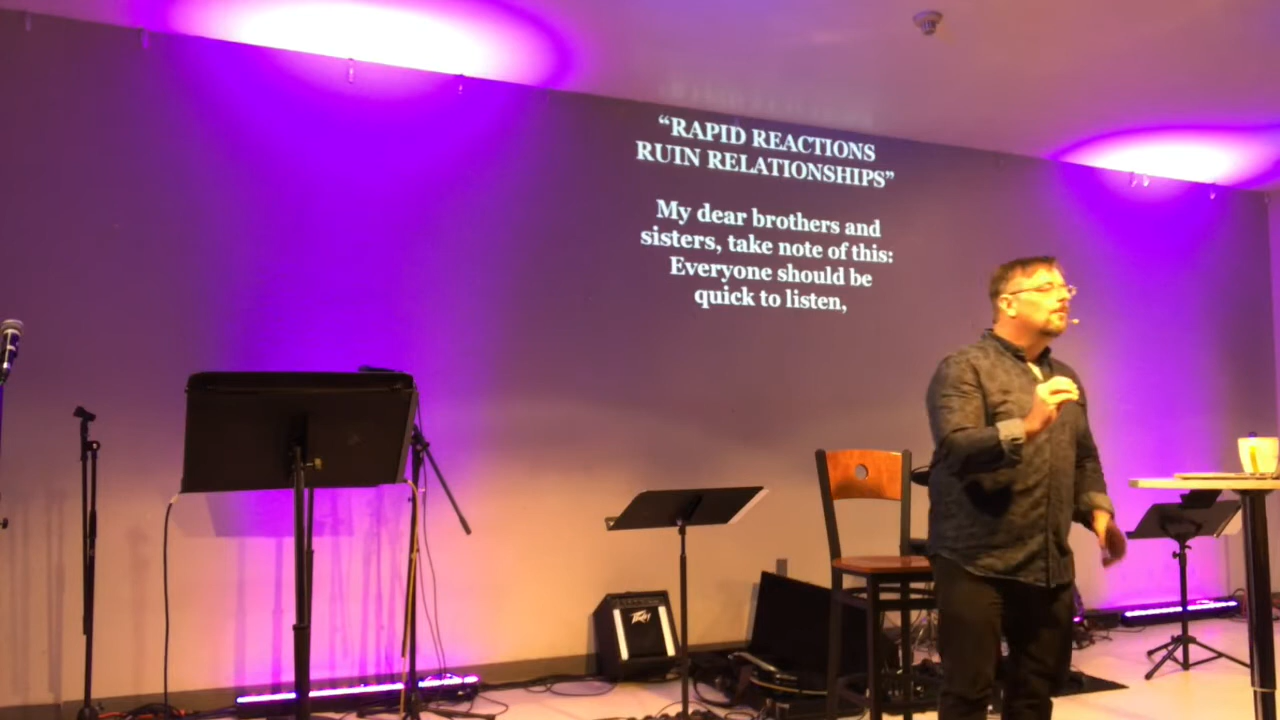 “RAPID REACTIONS
RUIN RELATIONSHIPS”
My dear brothers and
sisters, take note of this:
Everyone should be
quick to listen,
PEAVEY